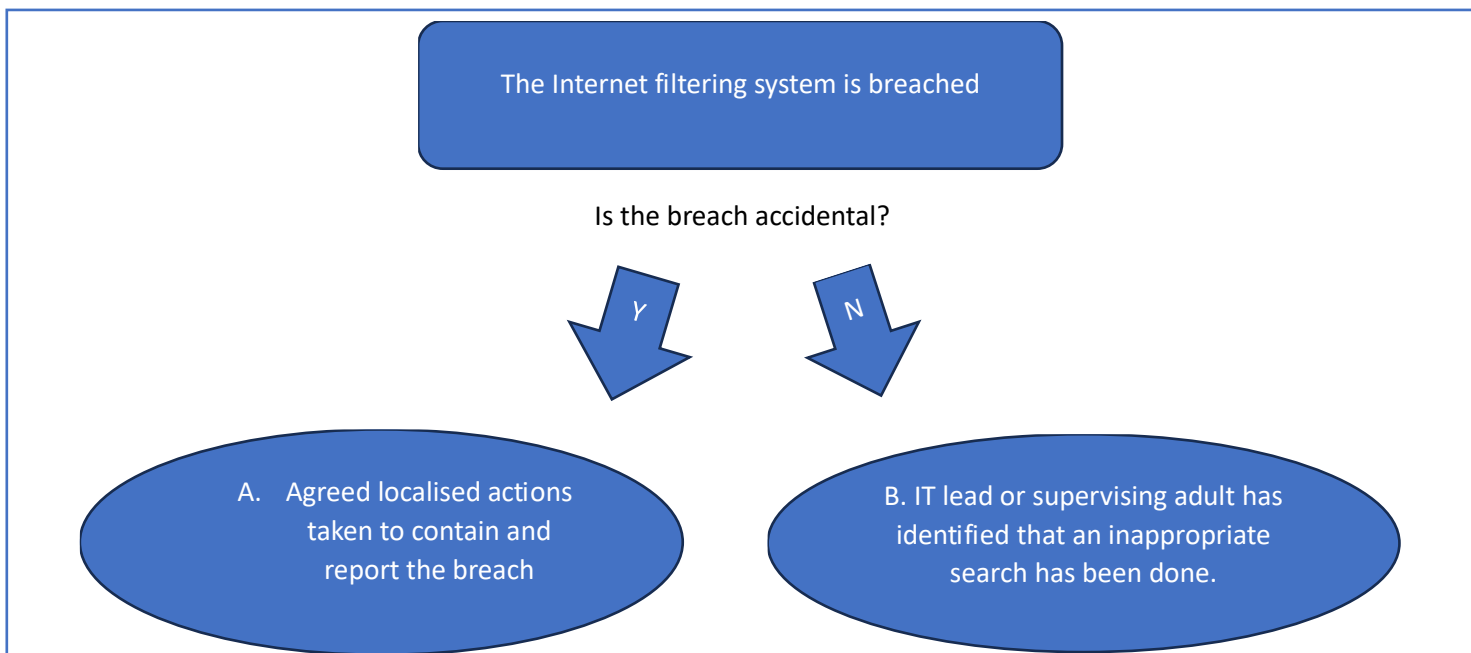 The Internet filtering system is breached
Is the breach accidental?
Y
N
A. Agreed localised actions
taken to contain and
report the breach
B. IT lead or supervising adult has
identified that an inappropriate
search has been done.